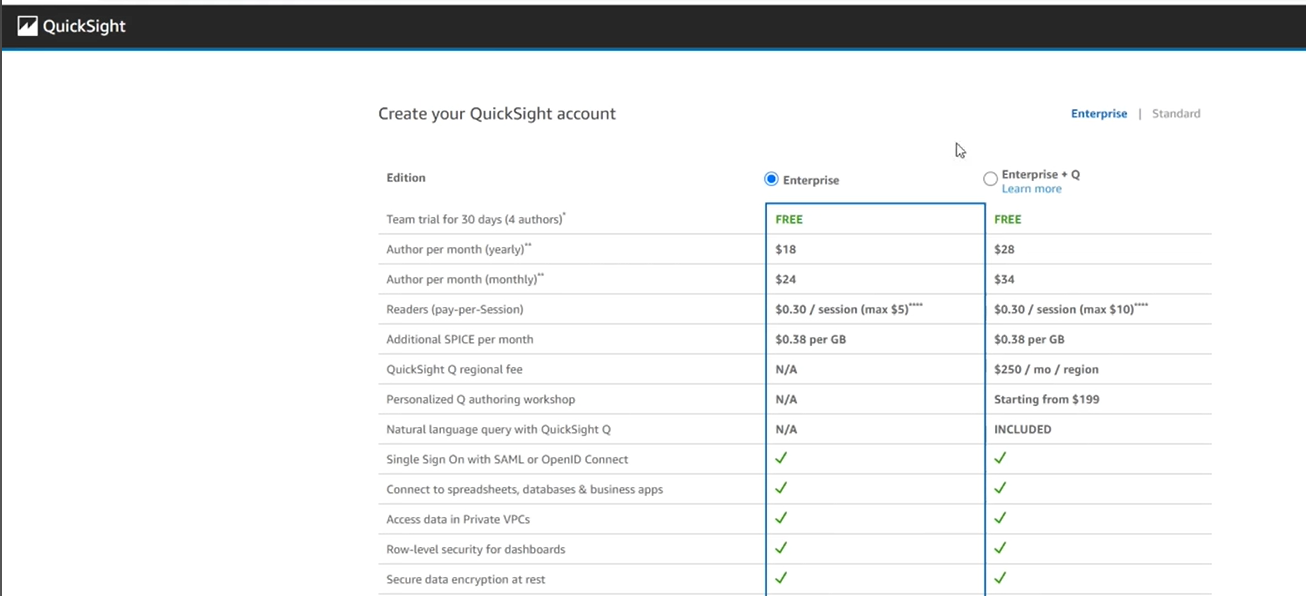 QuickSight
Create your QuickSight account
Enterprise | Standard
Edition
Enterprise
Enterprise + Q
Learn more
Team trial for 30 days (4 authors)* FREE FREE
Author per month (yearly)** $18 $28
Author per month (monthly)** $24 $34
Readers (pay-per-Session) $0.30 / session (max $5)**** $0.30 / session (max $10)****
Additional SPICE per month $0.38 per GB $0.38 per GB
QuickSight Q regional fee N/A $250 / mo / region
Personalized Q authoring workshop N/A Starting from $199
Natural language query with QuickSight Q N/A INCLUDED
Single Sign On with SAML or OpenID Connect
Connect to spreadsheets, databases & business apps
Access data in Private VPCs
Row-level security for dashboards
Secure data encryption at rest